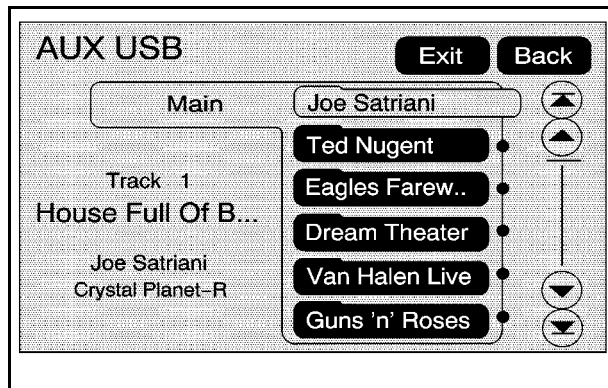 AUX USB
Exit
Back
Main
Joe Satriani
Ted Nugent
Track 1
Eagles Farew..
House Full Of B...
Dream Theater
Joe Satriani
Van Halen Live
Crystal Planet-R
Guns 'n' Roses